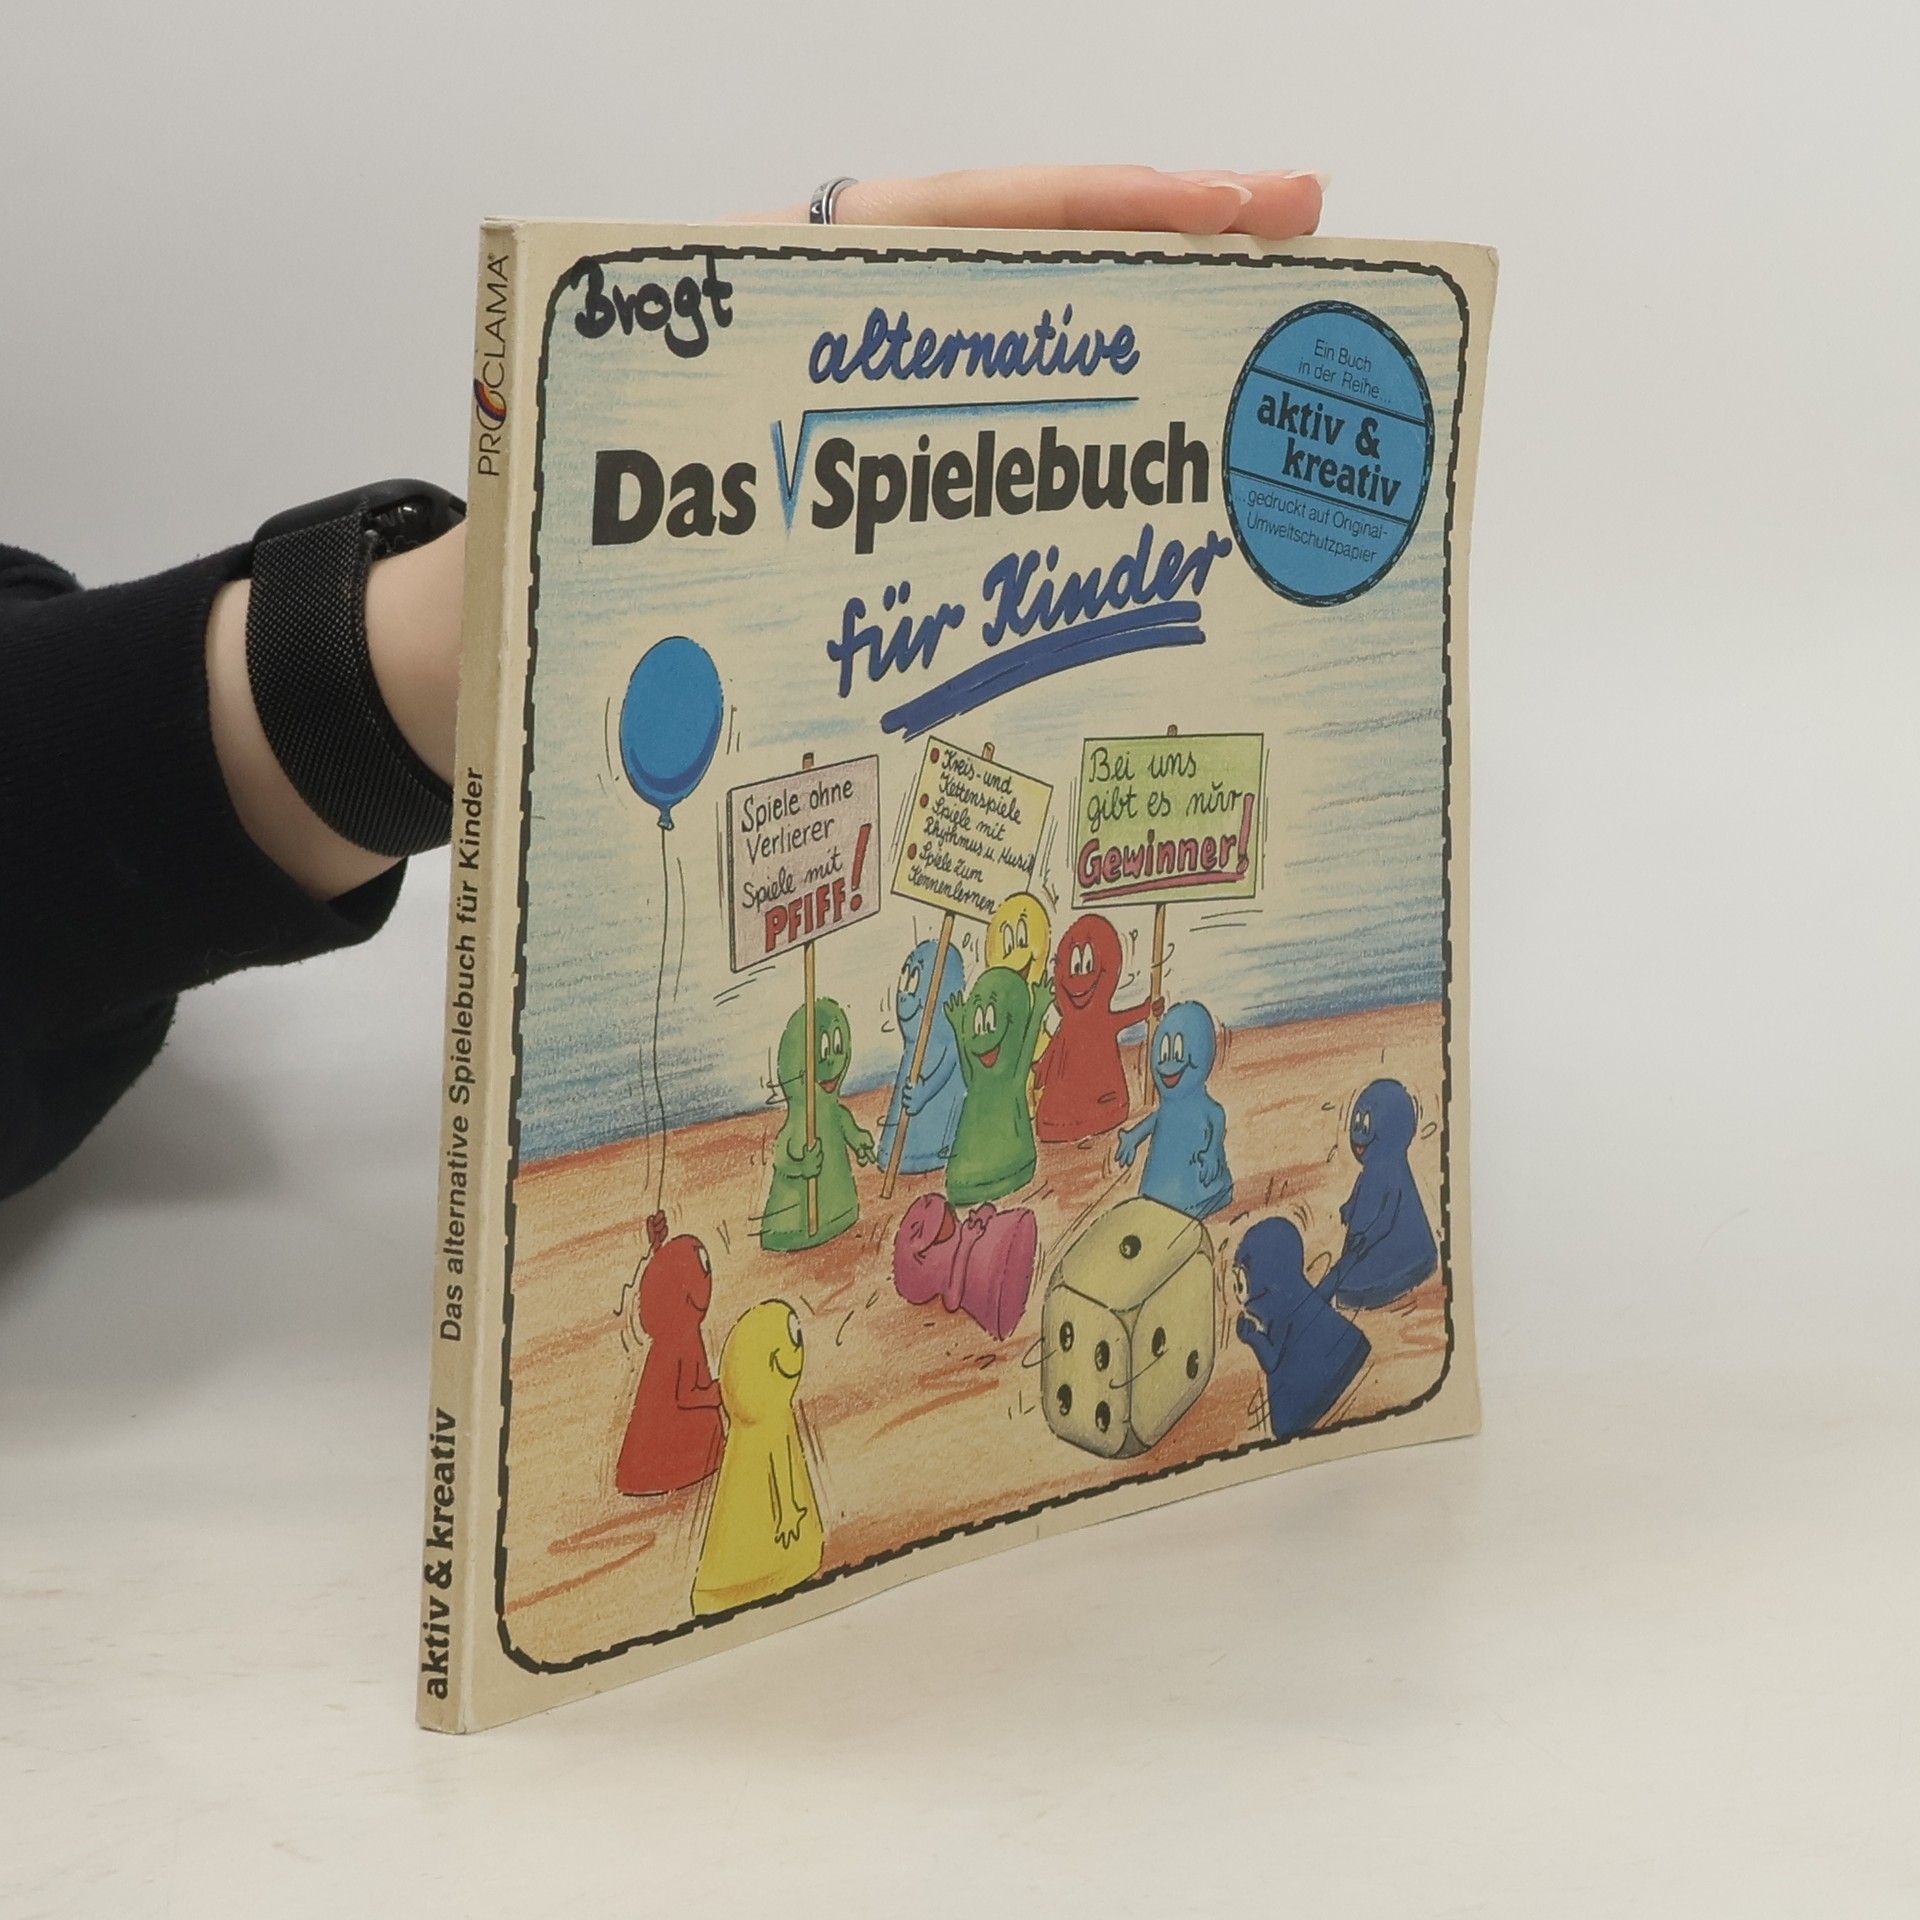 Brogt
alternative
Das Spielebuch
für Kinder
Ein Buch
in der Reihe...
aktiv &
kreativ
...gedruckt auf Original-
Umweltschutzpapier
Spiele ohne
Verlierer
Spiele mit
PFIFF!
Kreis- und
Kettenspiele
Spiele mit
Rhythmus u. Musik
Spiele zum
Kennenlernen
Bei uns
gibt es nur
Gewinner!
PROCLAMA
Das alternative Spielebuch für Kinder
aktiv & kreativ